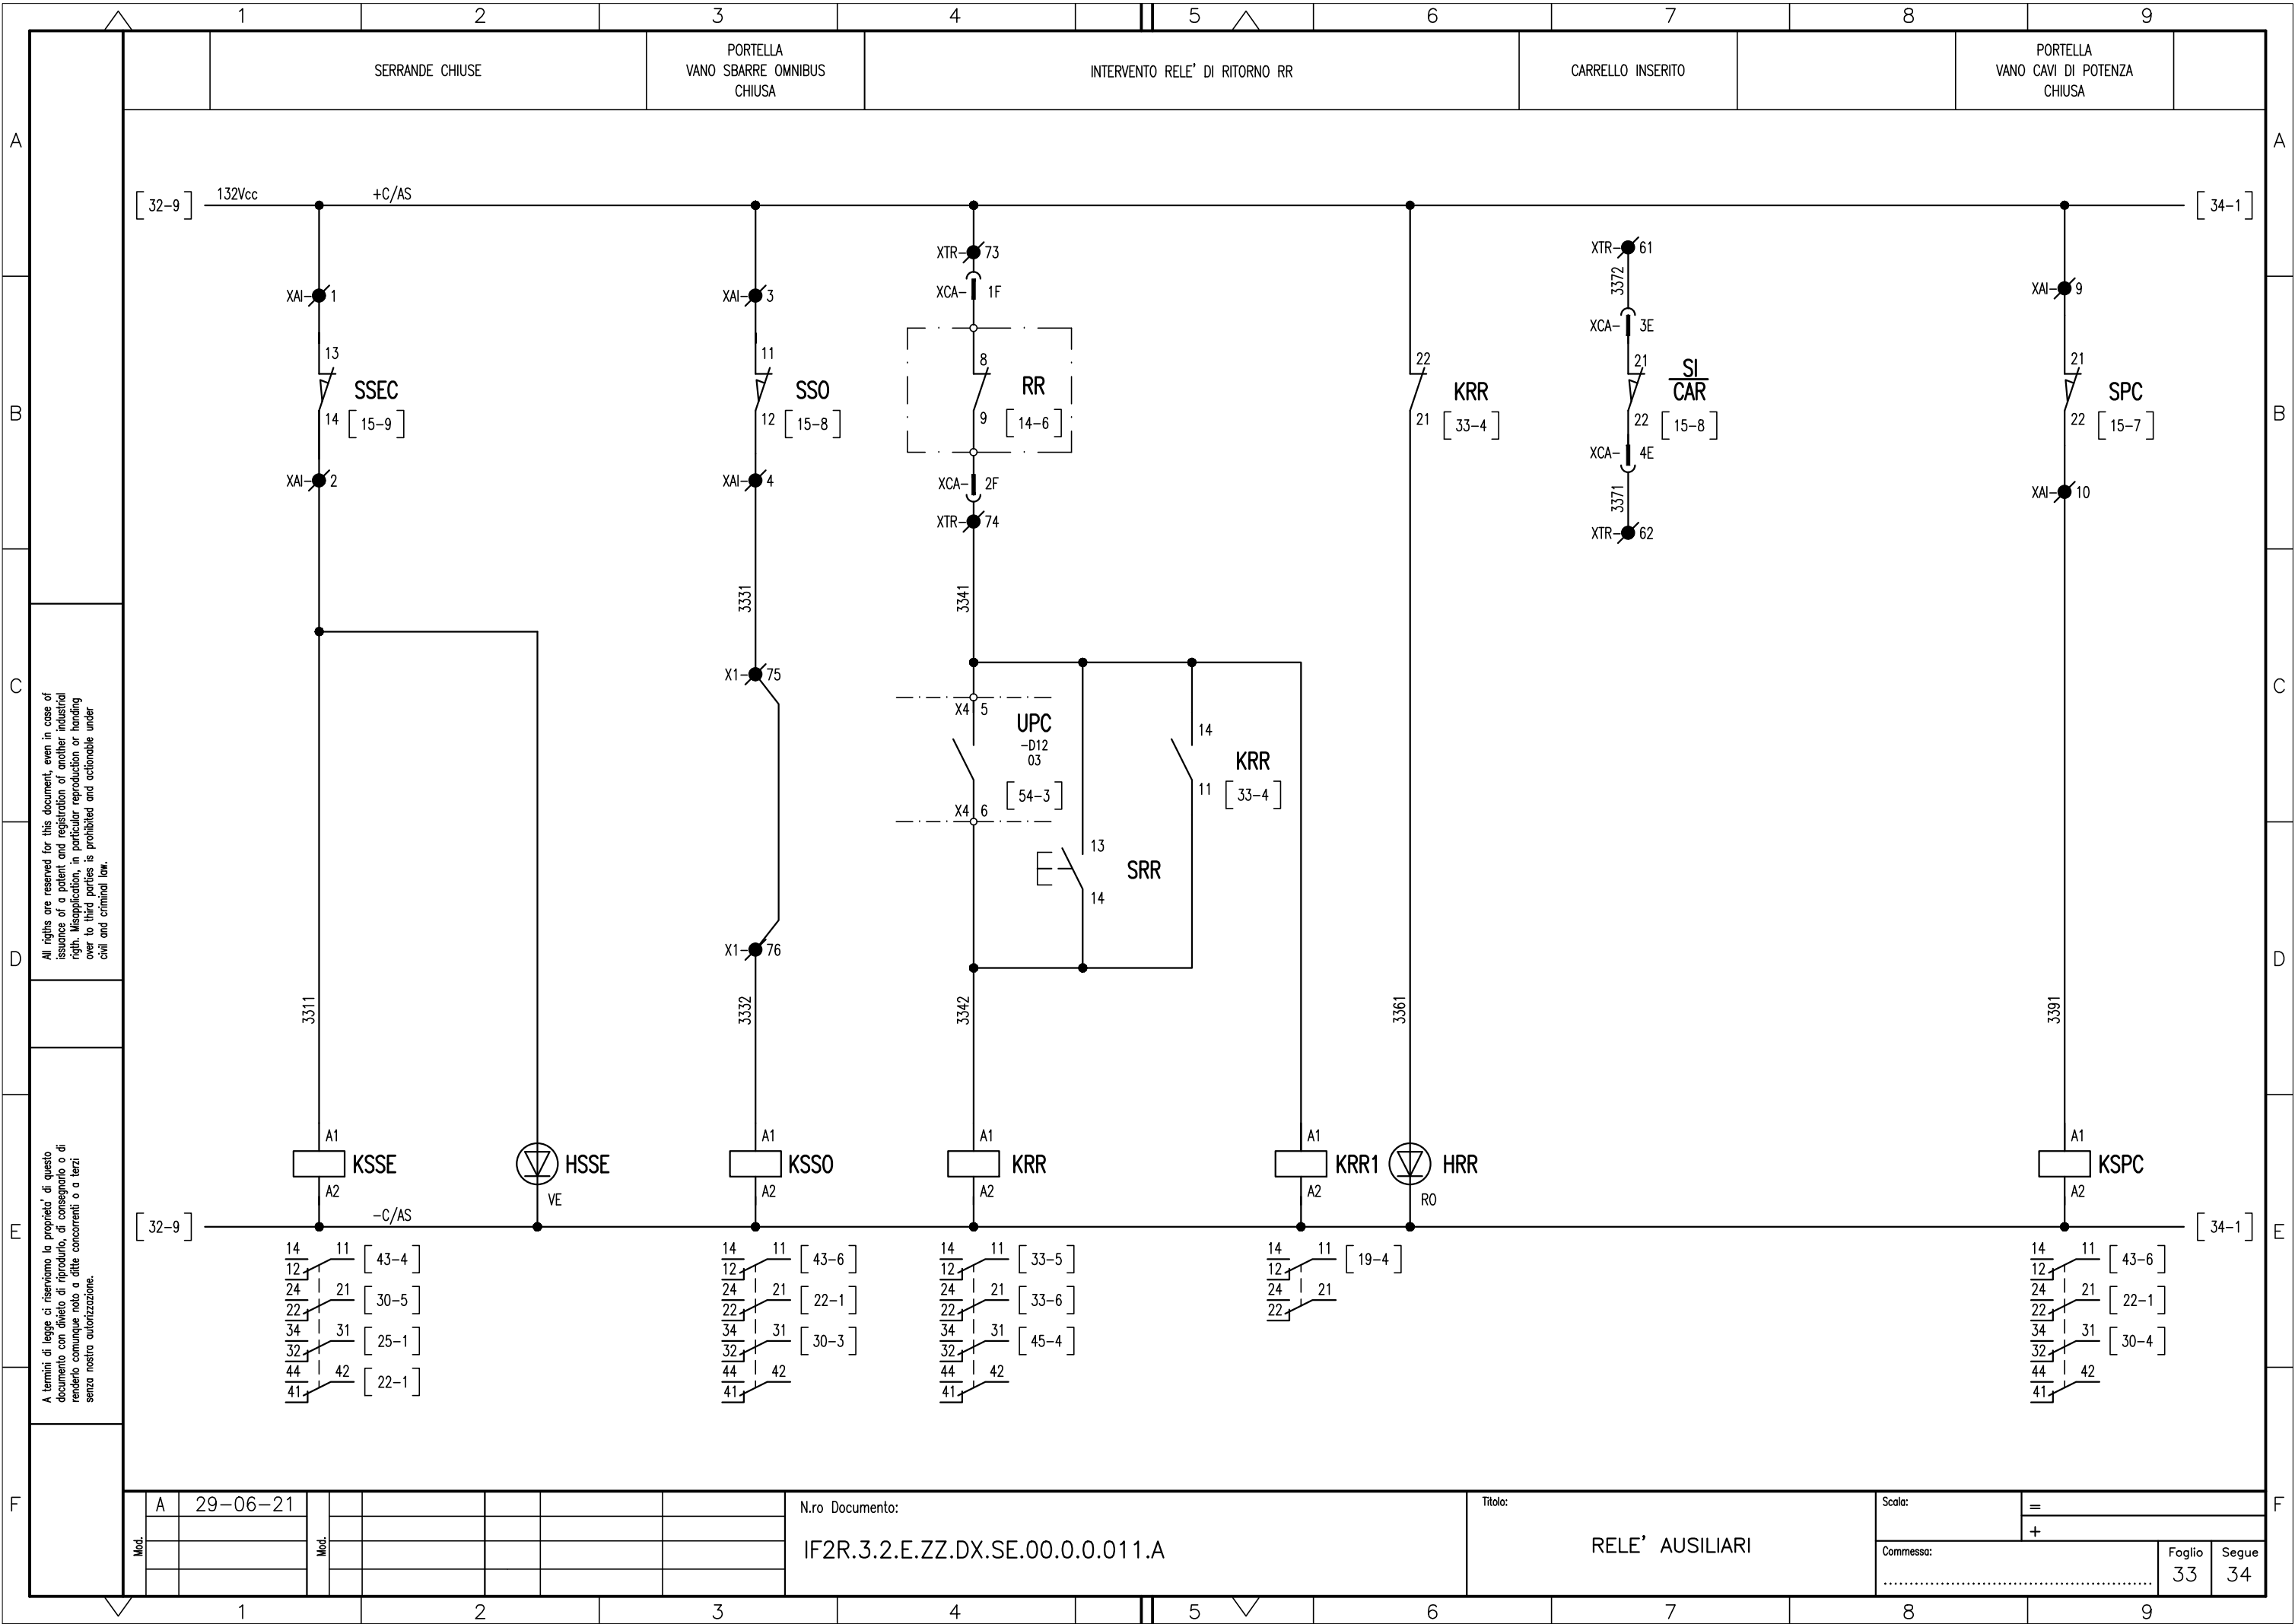 1 2 3 4 5 6 7 8 9
SERRANDE CHIUSE
PORTELLA
VANO SBARRE OMNIBUS
CHIUSA
INTERVENTO RELE' DI RITORNO RR
CARRELLO INSERITO
PORTELLA
VANO CAVI DI POTENZA
CHIUSA
A A
32-9 132Vcc +C/AS 34-1
XTR- 73
XTR- 61
3372
XAI- 1
XAI- 3
XCA- 1F
XCA- 3E
XAI- 9
13
SSEC
14 15-9
11
SSO
12 15-8
8
RR
9 14-6
22
KRR
21 33-4
21
SI
CAR
22 15-8
21
SPC
22 15-7
B B
XAI- 2
XAI- 4
XCA- 2F
XTR- 74
XCA- 4E
3371
XTR- 62
XAI- 10
3331
3341
C C
X1- 75
X4 5
UPC
-D12
03
54-3
X4 6
14
KRR
11 33-4
13
SRR
14
D D
X1- 76
3311
3332
3342
3361
3391
A1
KSSE
A2
HSSE
VE
A1
KSSO
A2
A1
KRR
A2
A1
KRR1
A2
HRR
RO
A1
KSPC
A2
E E
32-9 -C/AS 34-1
14 11 43-4
12
24 21 30-5
22
34 31 25-1
32
44 42 22-1
41
14 11 43-6
12
24 21 22-1
22
34 31 30-3
32
44 42
41
14 11 33-5
12
24 21 33-6
22
34 31 45-4
32
44 42
41
14 11 19-4
12
24 21
22
14 11 43-6
12
24 21 22-1
22
34 31 30-4
32
44 42
41
All rigths are reserved for this document, even in case of
issuance of a patent and registration of another industrial
rigth. Misapplication, in particular reproduction or handing
over to third parties is prohibited and actionable under
civil and criminal law.
A termini di legge ci riserviamo la proprieta' di questo
documento con divieto di riprodurlo, di consegnarlo o di
renderlo comunque noto a ditte concorrenti o a terzi
senza nostra autorizzazione.
F F
A 29-06-21
Mod. Mod.
N.ro Documento:
IF2R.3.2.E.ZZ.DX.SE.00.0.0.011.A
Titolo:
RELE' AUSILIARI
Scala:
=
+
Commessa:
Foglio Segue
33 34
1 2 3 4 5 6 7 8 9